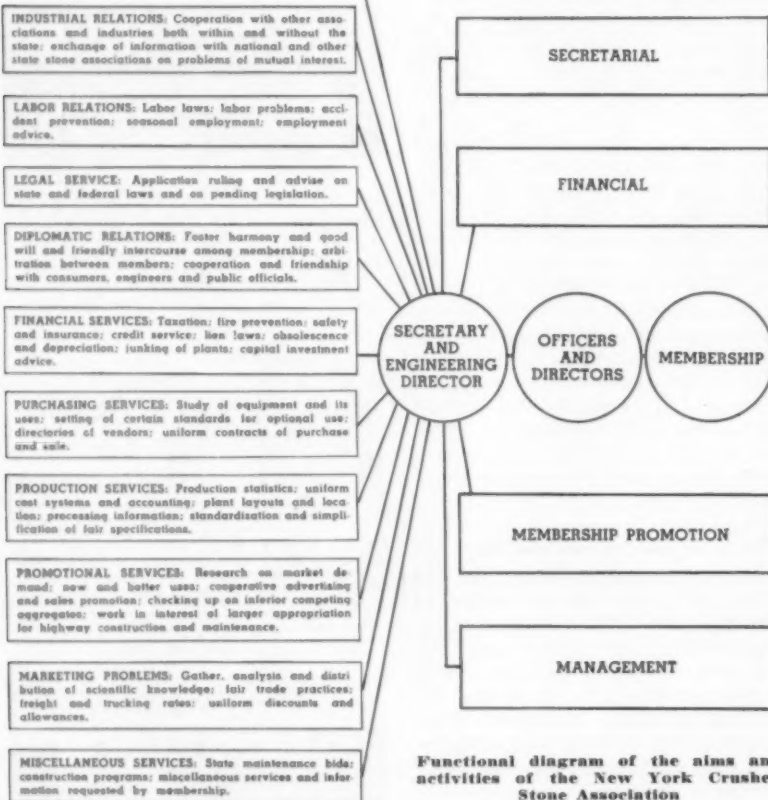 INDUSTRIAL RELATIONS: Cooperation with other asso-
ciations and industries both within and without the
state; exchange of information with national and other
state stone associations on problems of mutual interest.
LABOR RELATIONS: Labor laws; labor problems; acci-
dent prevention; seasonal employment; employment
advice.
LEGAL SERVICE: Application ruling and advise on
state and federal laws and on pending legislation.
DIPLOMATIC RELATIONS: Foster harmony and good
will and friendly intercourse among membership; arbi-
tration between members; cooperation and friendship
with consumers, engineers and public officials.
FINANCIAL SERVICES: Taxation; fire prevention; safety
and insurance; credit service; lien laws; obsolescence
and depreciation; junking of plants; capital investment
advice.
PURCHASING SERVICES: Study of equipment and its
uses; setting of certain standards for optional use;
directories of vendors; uniform contracts of purchase
and sale.
PRODUCTION SERVICES: Production statistics; uniform
cost systems and accounting; plant layouts and loca-
tion; processing information; standardization and simpli-
fication of fair specifications.
PROMOTIONAL SERVICES: Research on market de-
mand; new and better uses; cooperative advertising
and sales promotion; checking up on inferior competing
aggregates; work in interest of larger appropriation
for highway construction and maintenance.
MARKETING PROBLEMS: Gather, analysis and distri
bution of scientific knowledge; fair trade practices;
freight and trucking rates; uniform discounts and
allowances.
MISCELLANEOUS SERVICES: State maintenance bids;
construction programs; miscellaneous services and infor-
mation requested by membership.
SECRETARIAL
FINANCIAL
SECRETARY
AND
ENGINEERING
DIRECTOR
OFFICERS
AND
DIRECTORS
MEMBERSHIP
MEMBERSHIP PROMOTION
MANAGEMENT
Functional diagram of the aims an
activities of the New York Crushe
Stone Association